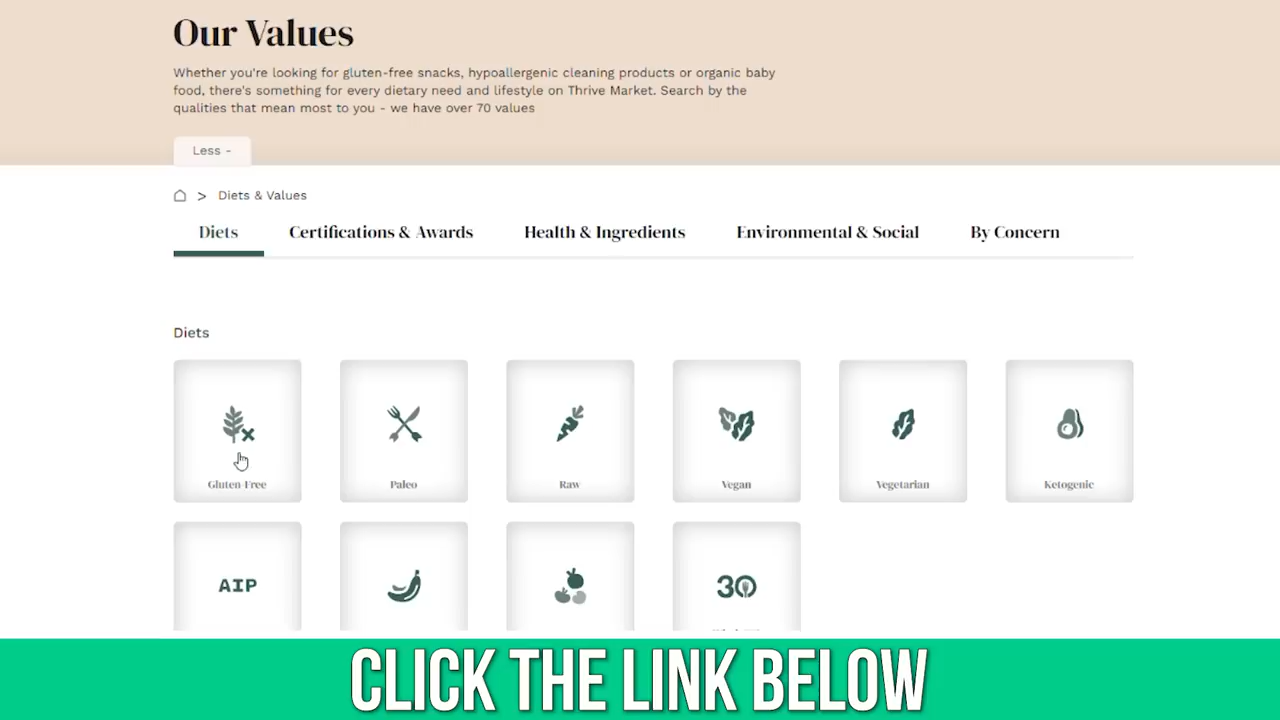 Our Values
Whether you're looking for gluten-free snacks, hypoallergenic cleaning products or organic baby
food, there's something for every dietary need and lifestyle on Thrive Market. Search by the
qualities that mean most to you - we have over 70 values
Less -
> Diets & Values
Diets Certifications & Awards Health & Ingredients Environmental & Social By Concern
Diets
Gluten-Free Paleo Raw Vegan Vegetarian Ketogenic
AIP 30
CLICK THE LINK BELOW